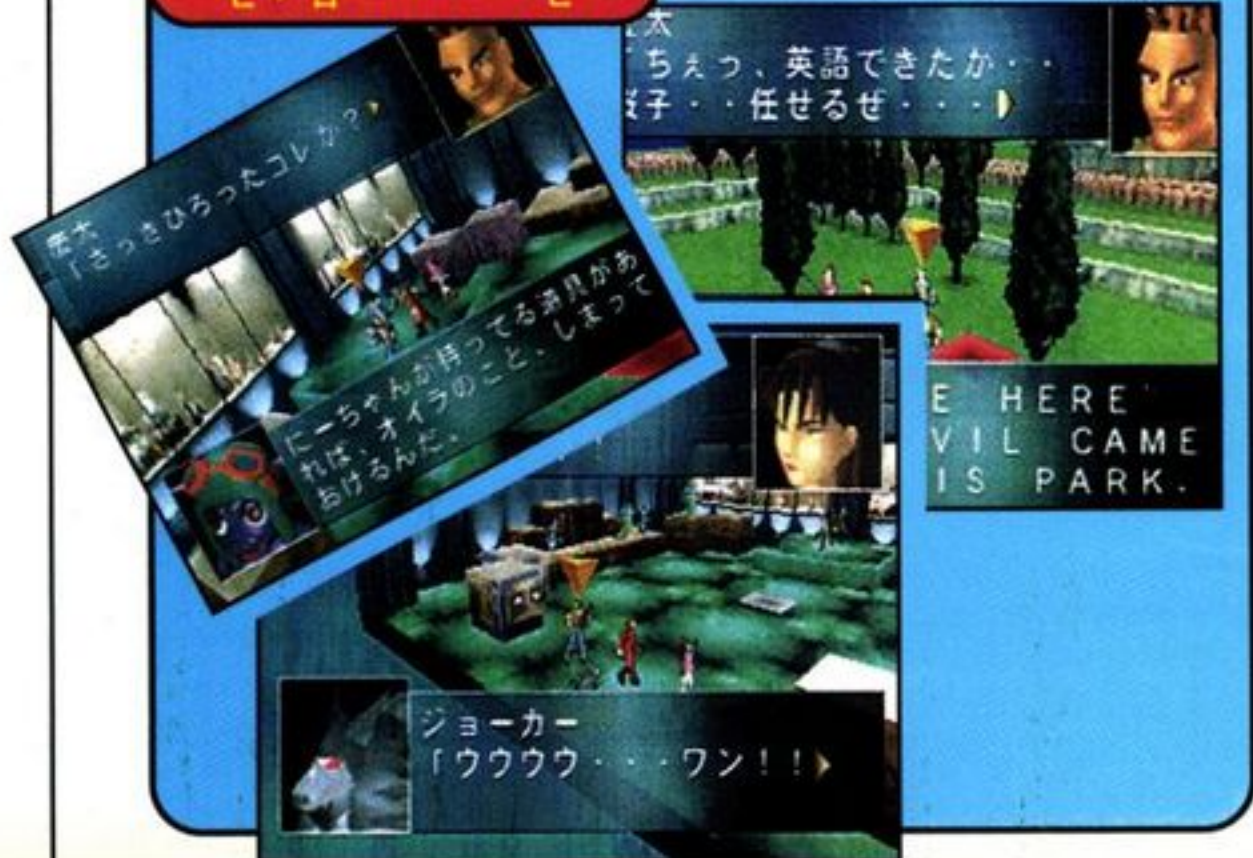 太
「ちぇっ、英語できたか・・
子・・任せるぜ・・・
太
「さっきひろったコレか?
にーちゃんが持ってる道具があ
れば、オイラのこと、しまって
おけるんだ。
E HERE
VIL CAME
IS PARK.
ジョーカー
「ウウウウ・・・ワン!!